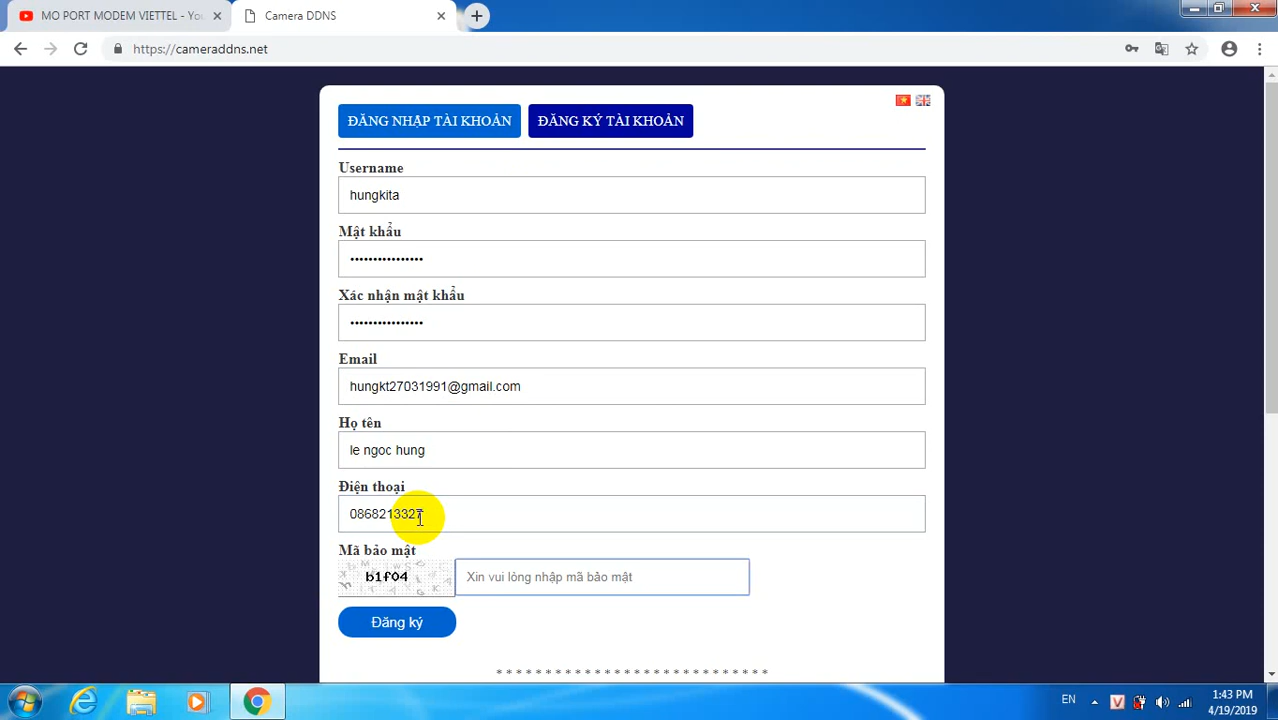 MO PORT MODEM VIETTEL - You
Camera DDNS
https://cameraddns.net
ĐĂNG NHẬP TÀI KHOẢN
ĐĂNG KÝ TÀI KHOẢN
Username
hungkita
Mật khẩu
••••••••••••••••
Xác nhận mật khẩu
••••••••••••••••
Email
hungkt27031991@gmail.com
Họ tên
le ngoc hung
Điện thoại
0868213327
Mã bảo mật
b1f04
Xin vui lòng nhập mã bảo mật
Đăng ký
* * * * * * * * * * * * * * * * * * * * * * * * * * * *
EN
1:43 PM
4/19/2019